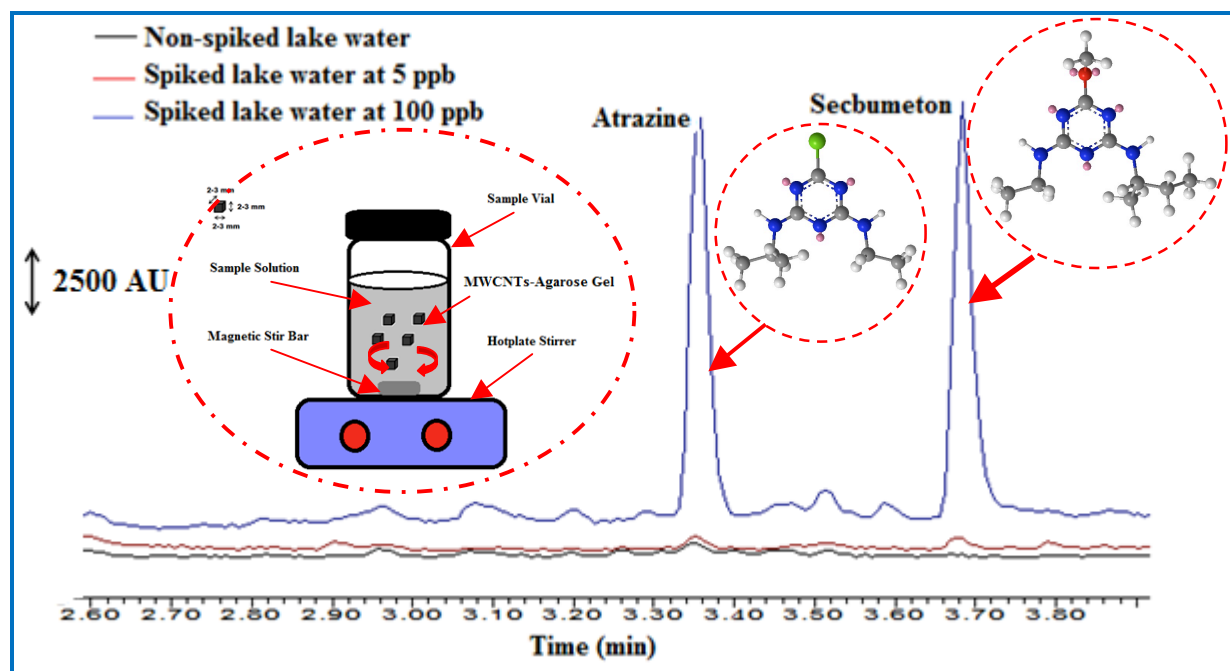 Non-spiked lake water
Spiked lake water at 5 ppb
Spiked lake water at 100 ppb
Atrazine
Secbumeton
2-3 mm
2-3 mm
2-3 mm
Sample Vial
Sample Solution
MWCNTs-Agarose Gel
Magnetic Stir Bar
Hotplate Stirrer
2500 AU
2.60 2.70 2.80 2.90 3.00 3.10 3.20 3.30 3.40 3.50 3.60 3.70 3.80
Time (min)